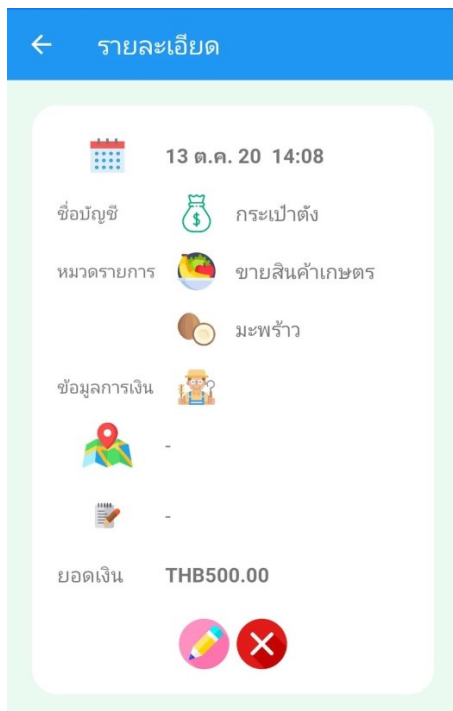 รายละเอียด
13 ต.ค. 20 14:08
ชื่อบัญชี กระเป๋าตัง
หมวดรายการ ขายสินค้าเกษตร
มะพร้าว
ข้อมูลการเงิน
-
-
ยอดเงิน THB500.00